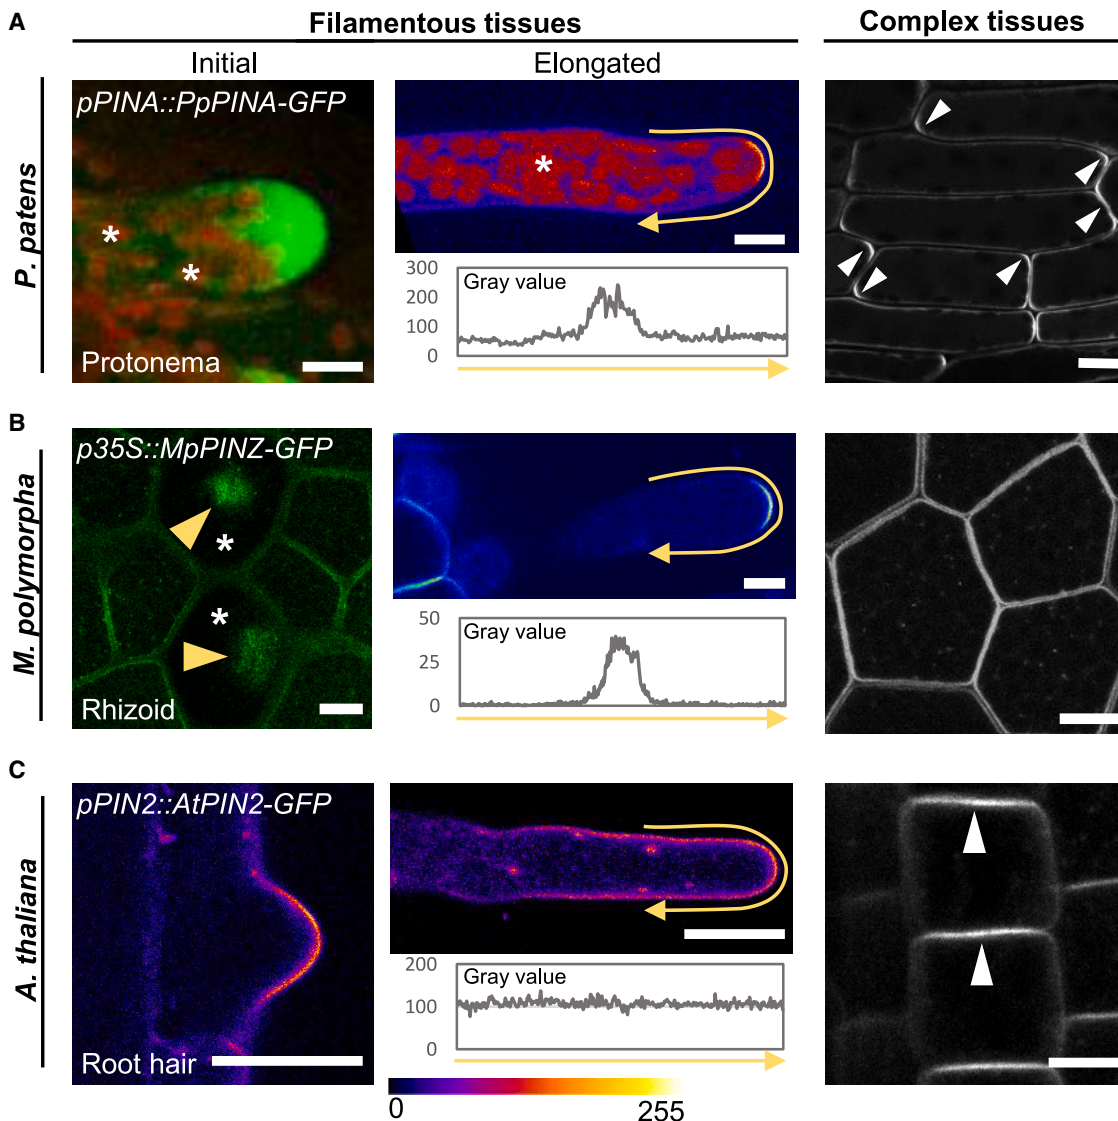 Filamentous tissues
Complex tissues
A
Initial
Elongated
P. patens
pPINA::PpPINA-GFP
*
*
Protonema
*
300
200
100
0
Gray value
B
M. polymorpha
p35S::MpPINZ-GFP
*
*
Rhizoid
50
25
0
Gray value
C
A. thaliana
pPIN2::AtPIN2-GFP
Root hair
200
100
0
Gray value
0
255